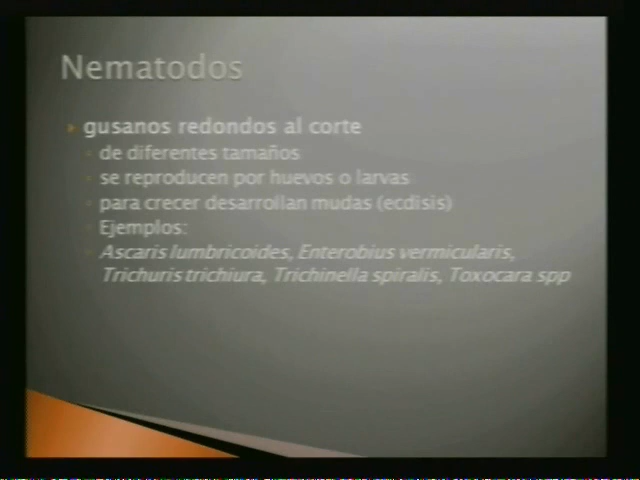 Nematodos
gusanos redondos al corte
de diferentes tamaños
se reproducen por huevos o larvas
para crecer desarrollan mudas (ecdisis)
Ejemplos:
Ascaris lumbricoides, Enterobius vermicularis,
Trichuris trichiura, Trichinella spiralis, Toxocara spp